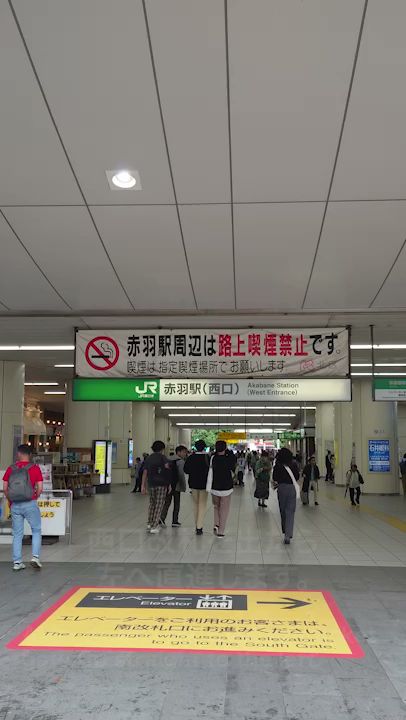 赤羽駅周辺は路上喫煙禁止です。
喫煙は指定喫煙場所でお願いします
JR 赤羽駅(西口) Akabane Station (West Entrance)
エレベーター
Elevator
エレベーターをご利用のお客さまは、
南改札口にお進みください。
The passenger who uses an elevator is
to go to the South Gate.